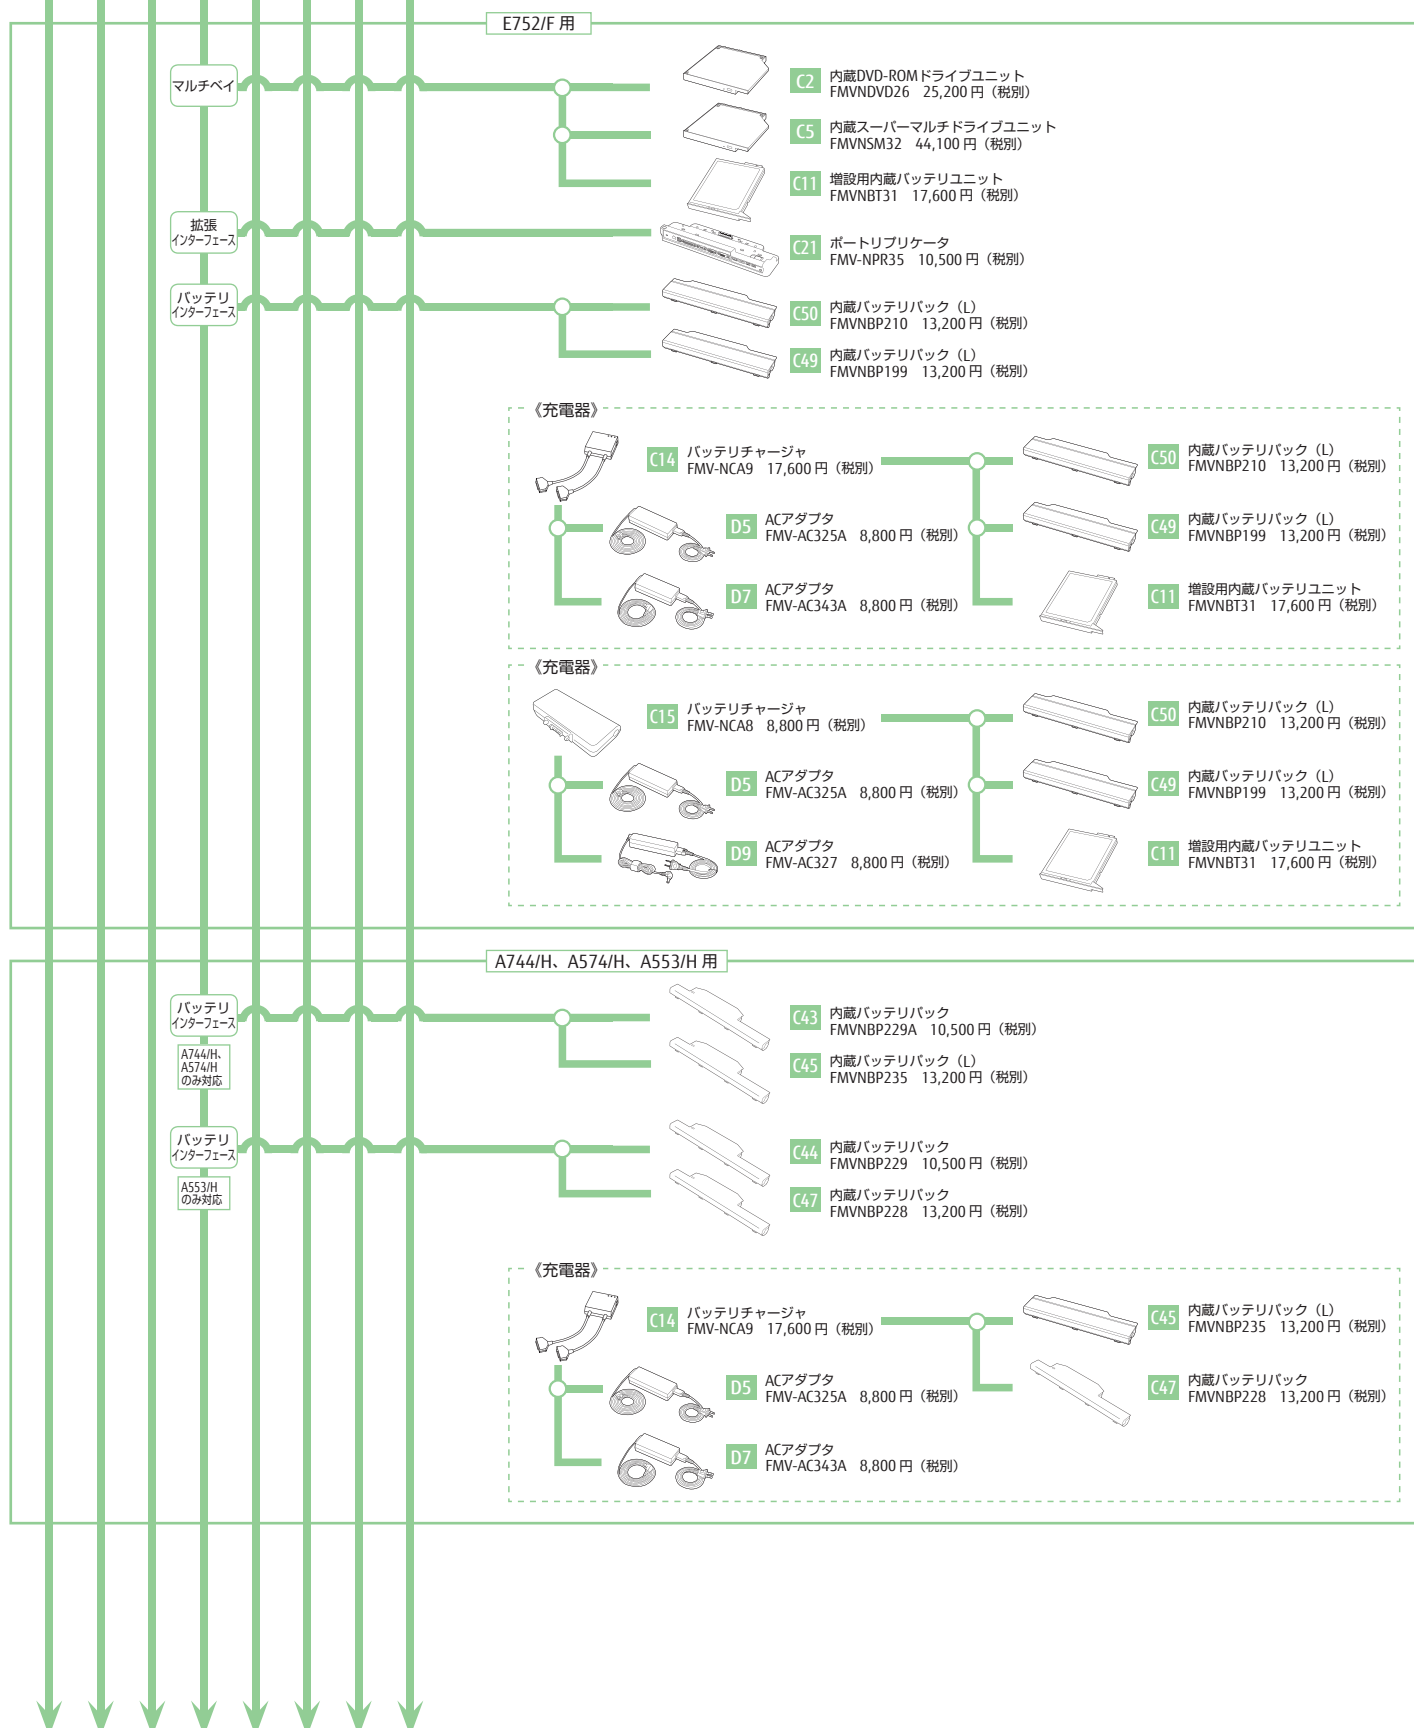 E752/F 用
マルチベイ
C2 内蔵DVD-ROMドライブユニット
FMVNDVD26 25,200 円（税別）
C5 内蔵スーパーマルチドライブユニット
FMVNSM32 44,100 円（税別）
C11 増設用内蔵バッテリユニット
FMVNBT31 17,600 円（税別）
拡張
インターフェース
C21 ポートリプリケータ
FMV-NPR35 10,500 円（税別）
バッテリ
インターフェース
C50 内蔵バッテリパック（L）
FMVNBP210 13,200 円（税別）
C49 内蔵バッテリパック（L）
FMVNBP199 13,200 円（税別）
《充電器》
C14 バッテリチャージャ
FMV-NCA9 17,600 円（税別）
C50 内蔵バッテリパック（L）
FMVNBP210 13,200 円（税別）
D5 ACアダプタ
FMV-AC325A 8,800 円（税別）
C49 内蔵バッテリパック（L）
FMVNBP199 13,200 円（税別）
D7 ACアダプタ
FMV-AC343A 8,800 円（税別）
C11 増設用内蔵バッテリユニット
FMVNBT31 17,600 円（税別）
《充電器》
C15 バッテリチャージャ
FMV-NCA8 8,800 円（税別）
C50 内蔵バッテリパック（L）
FMVNBP210 13,200 円（税別）
D5 ACアダプタ
FMV-AC325A 8,800 円（税別）
C49 内蔵バッテリパック（L）
FMVNBP199 13,200 円（税別）
D9 ACアダプタ
FMV-AC327 8,800 円（税別）
C11 増設用内蔵バッテリユニット
FMVNBT31 17,600 円（税別）
A744/H、A574/H、A553/H 用
バッテリ
インターフェース
A744/H、
A574/H
のみ対応
C43 内蔵バッテリパック
FMVNBP229A 10,500 円（税別）
C45 内蔵バッテリパック（L）
FMVNBP235 13,200 円（税別）
バッテリ
インターフェース
A553/H
のみ対応
C44 内蔵バッテリパック
FMVNBP229 10,500 円（税別）
C47 内蔵バッテリパック
FMVNBP228 13,200 円（税別）
《充電器》
C14 バッテリチャージャ
FMV-NCA9 17,600 円（税別）
C45 内蔵バッテリパック（L）
FMVNBP235 13,200 円（税別）
D5 ACアダプタ
FMV-AC325A 8,800 円（税別）
C47 内蔵バッテリパック
FMVNBP228 13,200 円（税別）
D7 ACアダプタ
FMV-AC343A 8,800 円（税別）